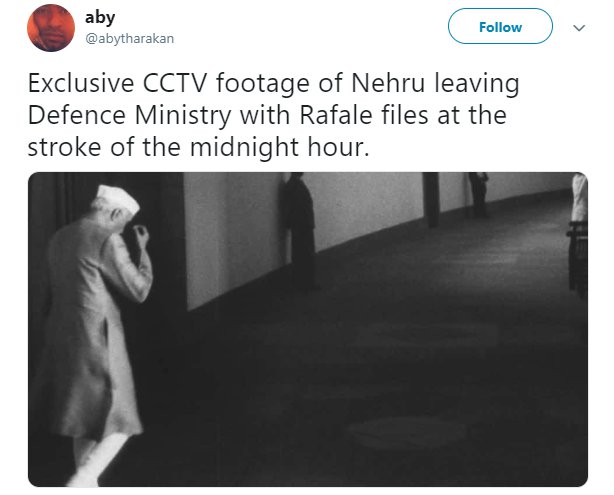 aby
@abytharakan
Follow
Exclusive CCTV footage of Nehru leaving
Defence Ministry with Rafale files at the
stroke of the midnight hour.